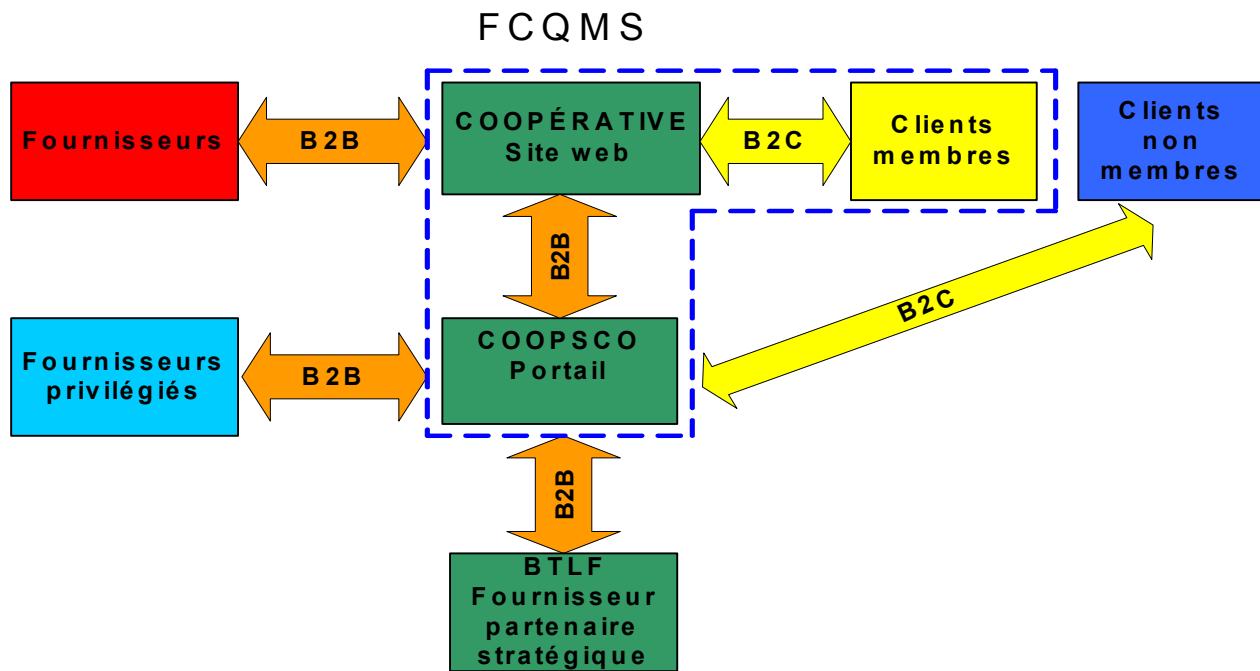 FCQMS
Fournisseurs
B2B
COOPÉRATIVE
Site web
B2C
Clients
membres
Clients
non
membres
B2B
B2C
Fournisseurs
privilégiés
B2B
COOPSCO
Portail
B2B
BTLF
Fournisseur
partenaire
stratégique